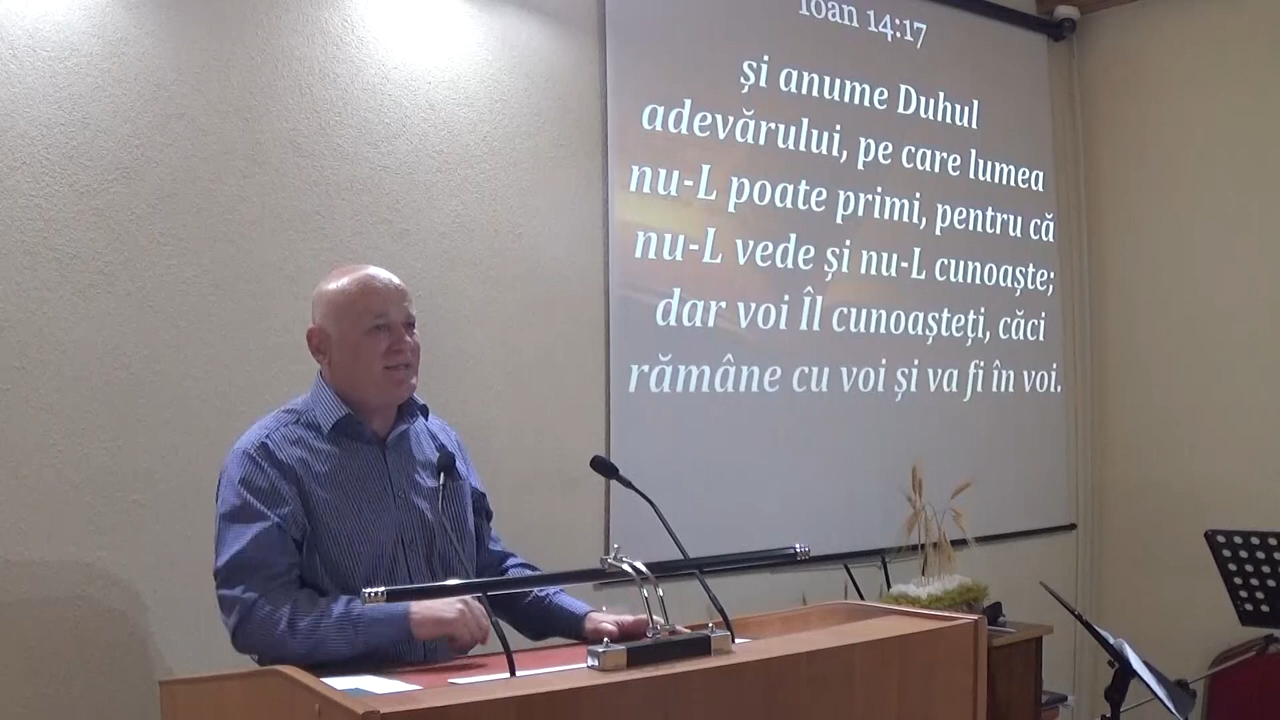 Ioan 14:17
și anume Duhul
adevărului, pe care lumea
nu-L poate primi, pentru că
nu-L vede și nu-L cunoaște;
dar voi Îl cunoașteți, căci
rămâne cu voi și va fi în voi.